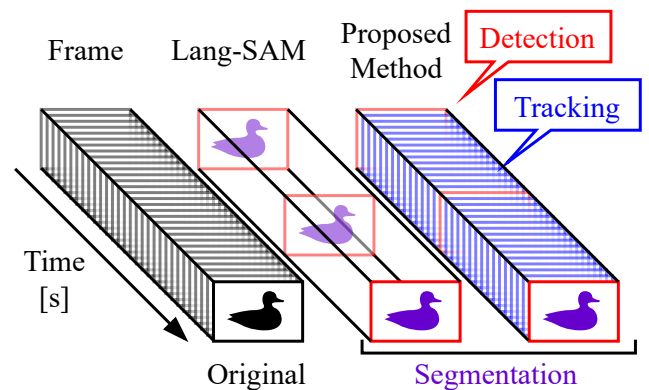 Frame
Lang-SAM
Proposed
Method
Detection
Tracking
Time
[s]
Original
Segmentation